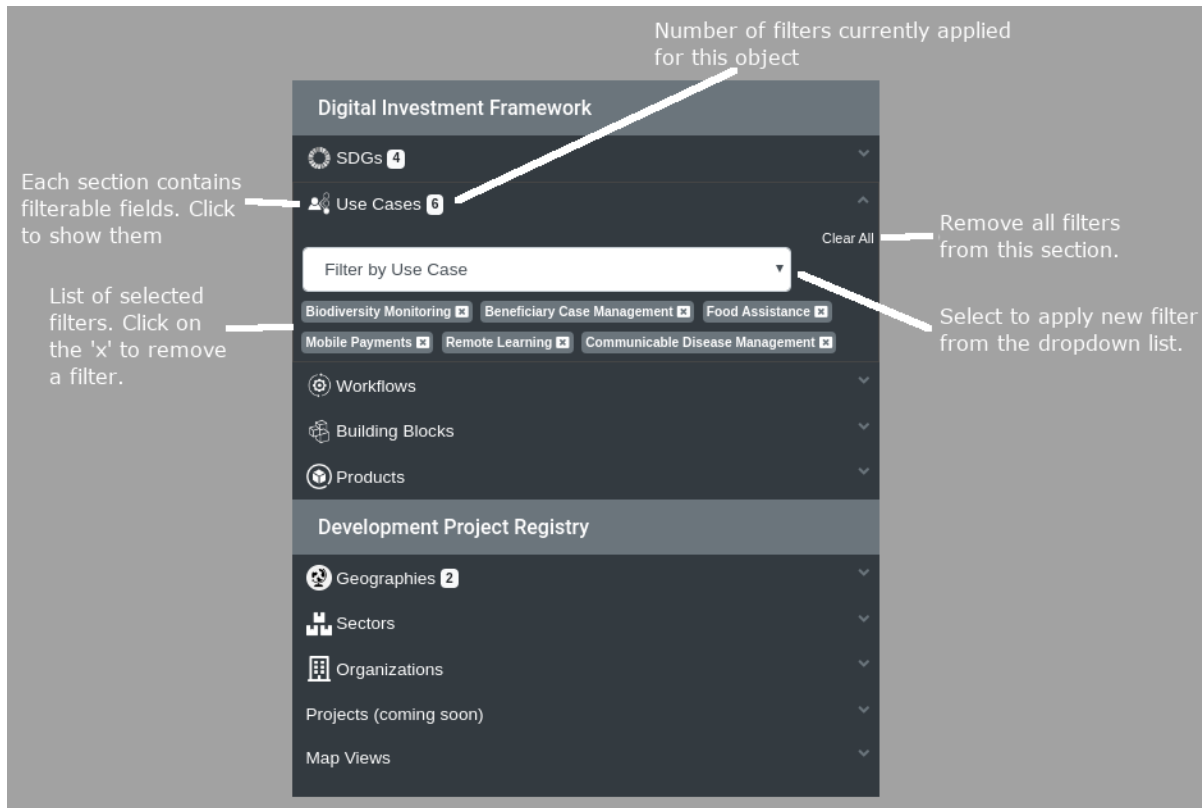 Number of filters currently applied
for this object
Digital Investment Framework
SDGs 4
Each section contains
filterable fields. Click
to show them
Use Cases 6
Clear All
Remove all filters
from this section.
Filter by Use Case
List of selected
filters. Click on
the 'x' to remove
a filter.
Biodiversity Monitoring x Beneficiary Case Management x Food Assistance x
Mobile Payments x Remote Learning x Communicable Disease Management x
Select to apply new filter
from the dropdown list.
Workflows
Building Blocks
Products
Development Project Registry
Geographies 2
Sectors
Organizations
Projects (coming soon)
Map Views